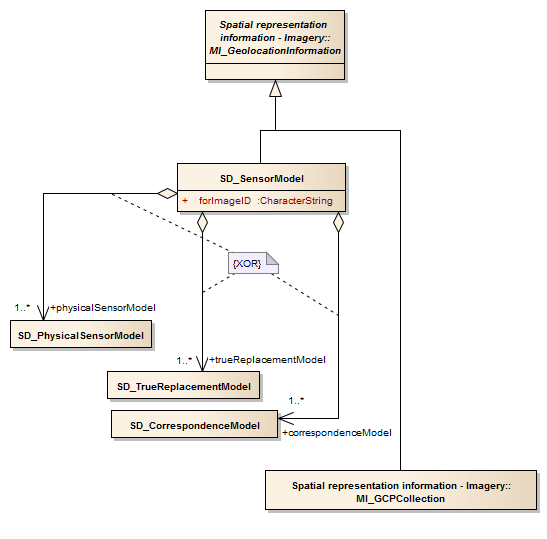 Spatial representation
information - Imagery::
MI_GeolocationInformation
SD_SensorModel
+ forImageID :CharacterString
{XOR}
1..* +physicalSensorModel
SD_PhysicalSensorModel
1..* +trueReplacementModel
SD_TrueReplacementModel
1..*
SD_CorrespondenceModel
+correspondenceModel
Spatial representation information - Imagery::
MI_GCPCollection